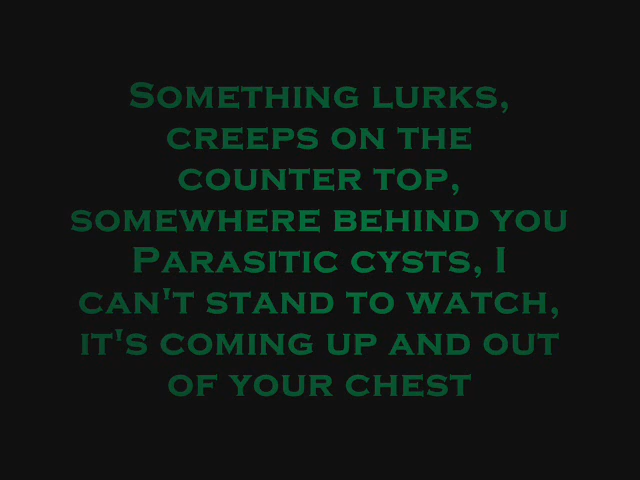 Something lurks,
creeps on the
counter top,
somewhere behind you
Parasitic cysts, I
can't stand to watch,
it's coming up and out
of your chest